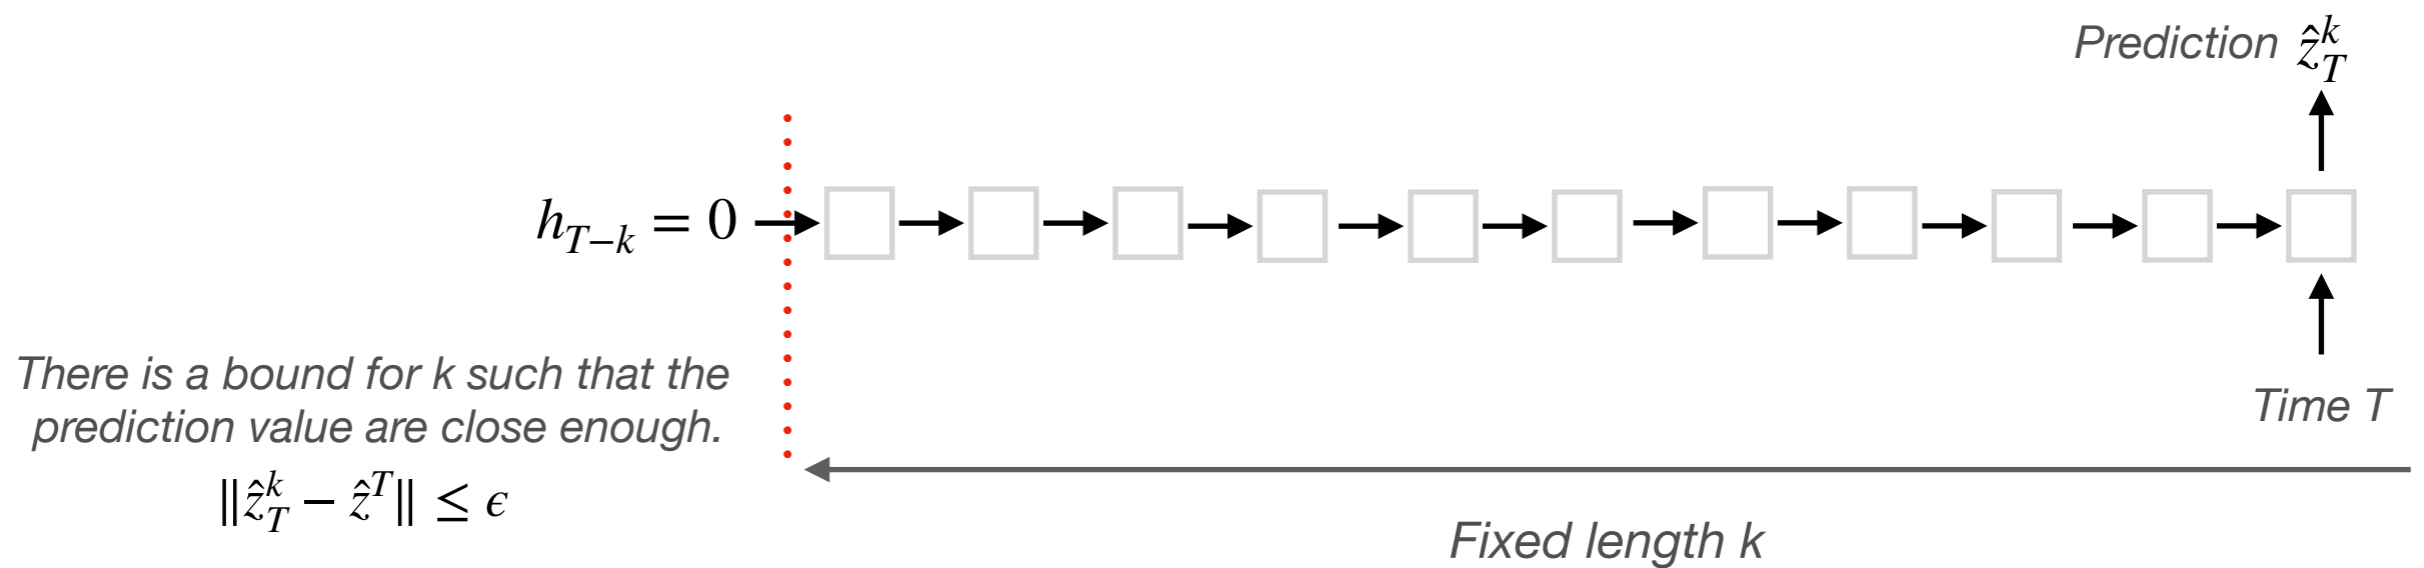 Prediction ẑ_T^k
h_{T−k} = 0
There is a bound for k such that the
prediction value are close enough.
‖ẑ_T^k − ẑ^T‖ ≤ ϵ
Time T
Fixed length k